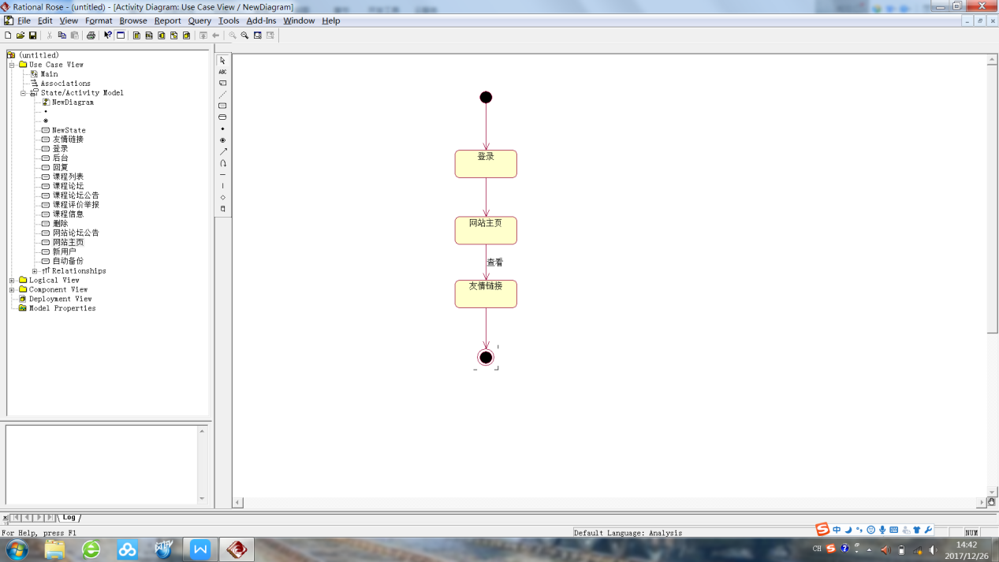 Rational Rose - (untitled) - [Activity Diagram: Use Case View / NewDiagram]
File Edit View Format Browse Report Query Tools Add-Ins Window Help
(untitled)
Use Case View
Main
Associations
State/Activity Model
NewDiagram
NewState
友情链接
登录
后台
回复
课程列表
课程论坛
课程论坛公告
课程评价举报
课程信息
删除
网站论坛公告
网站主页
新用户
自动备份
Relationships
Logical View
Component View
Deployment View
Model Properties
ABC
登录
网站主页
查看
友情链接
Log
For Help, press F1
Default Language: Analysis
NUM
中
CH
14:42
2017/12/26